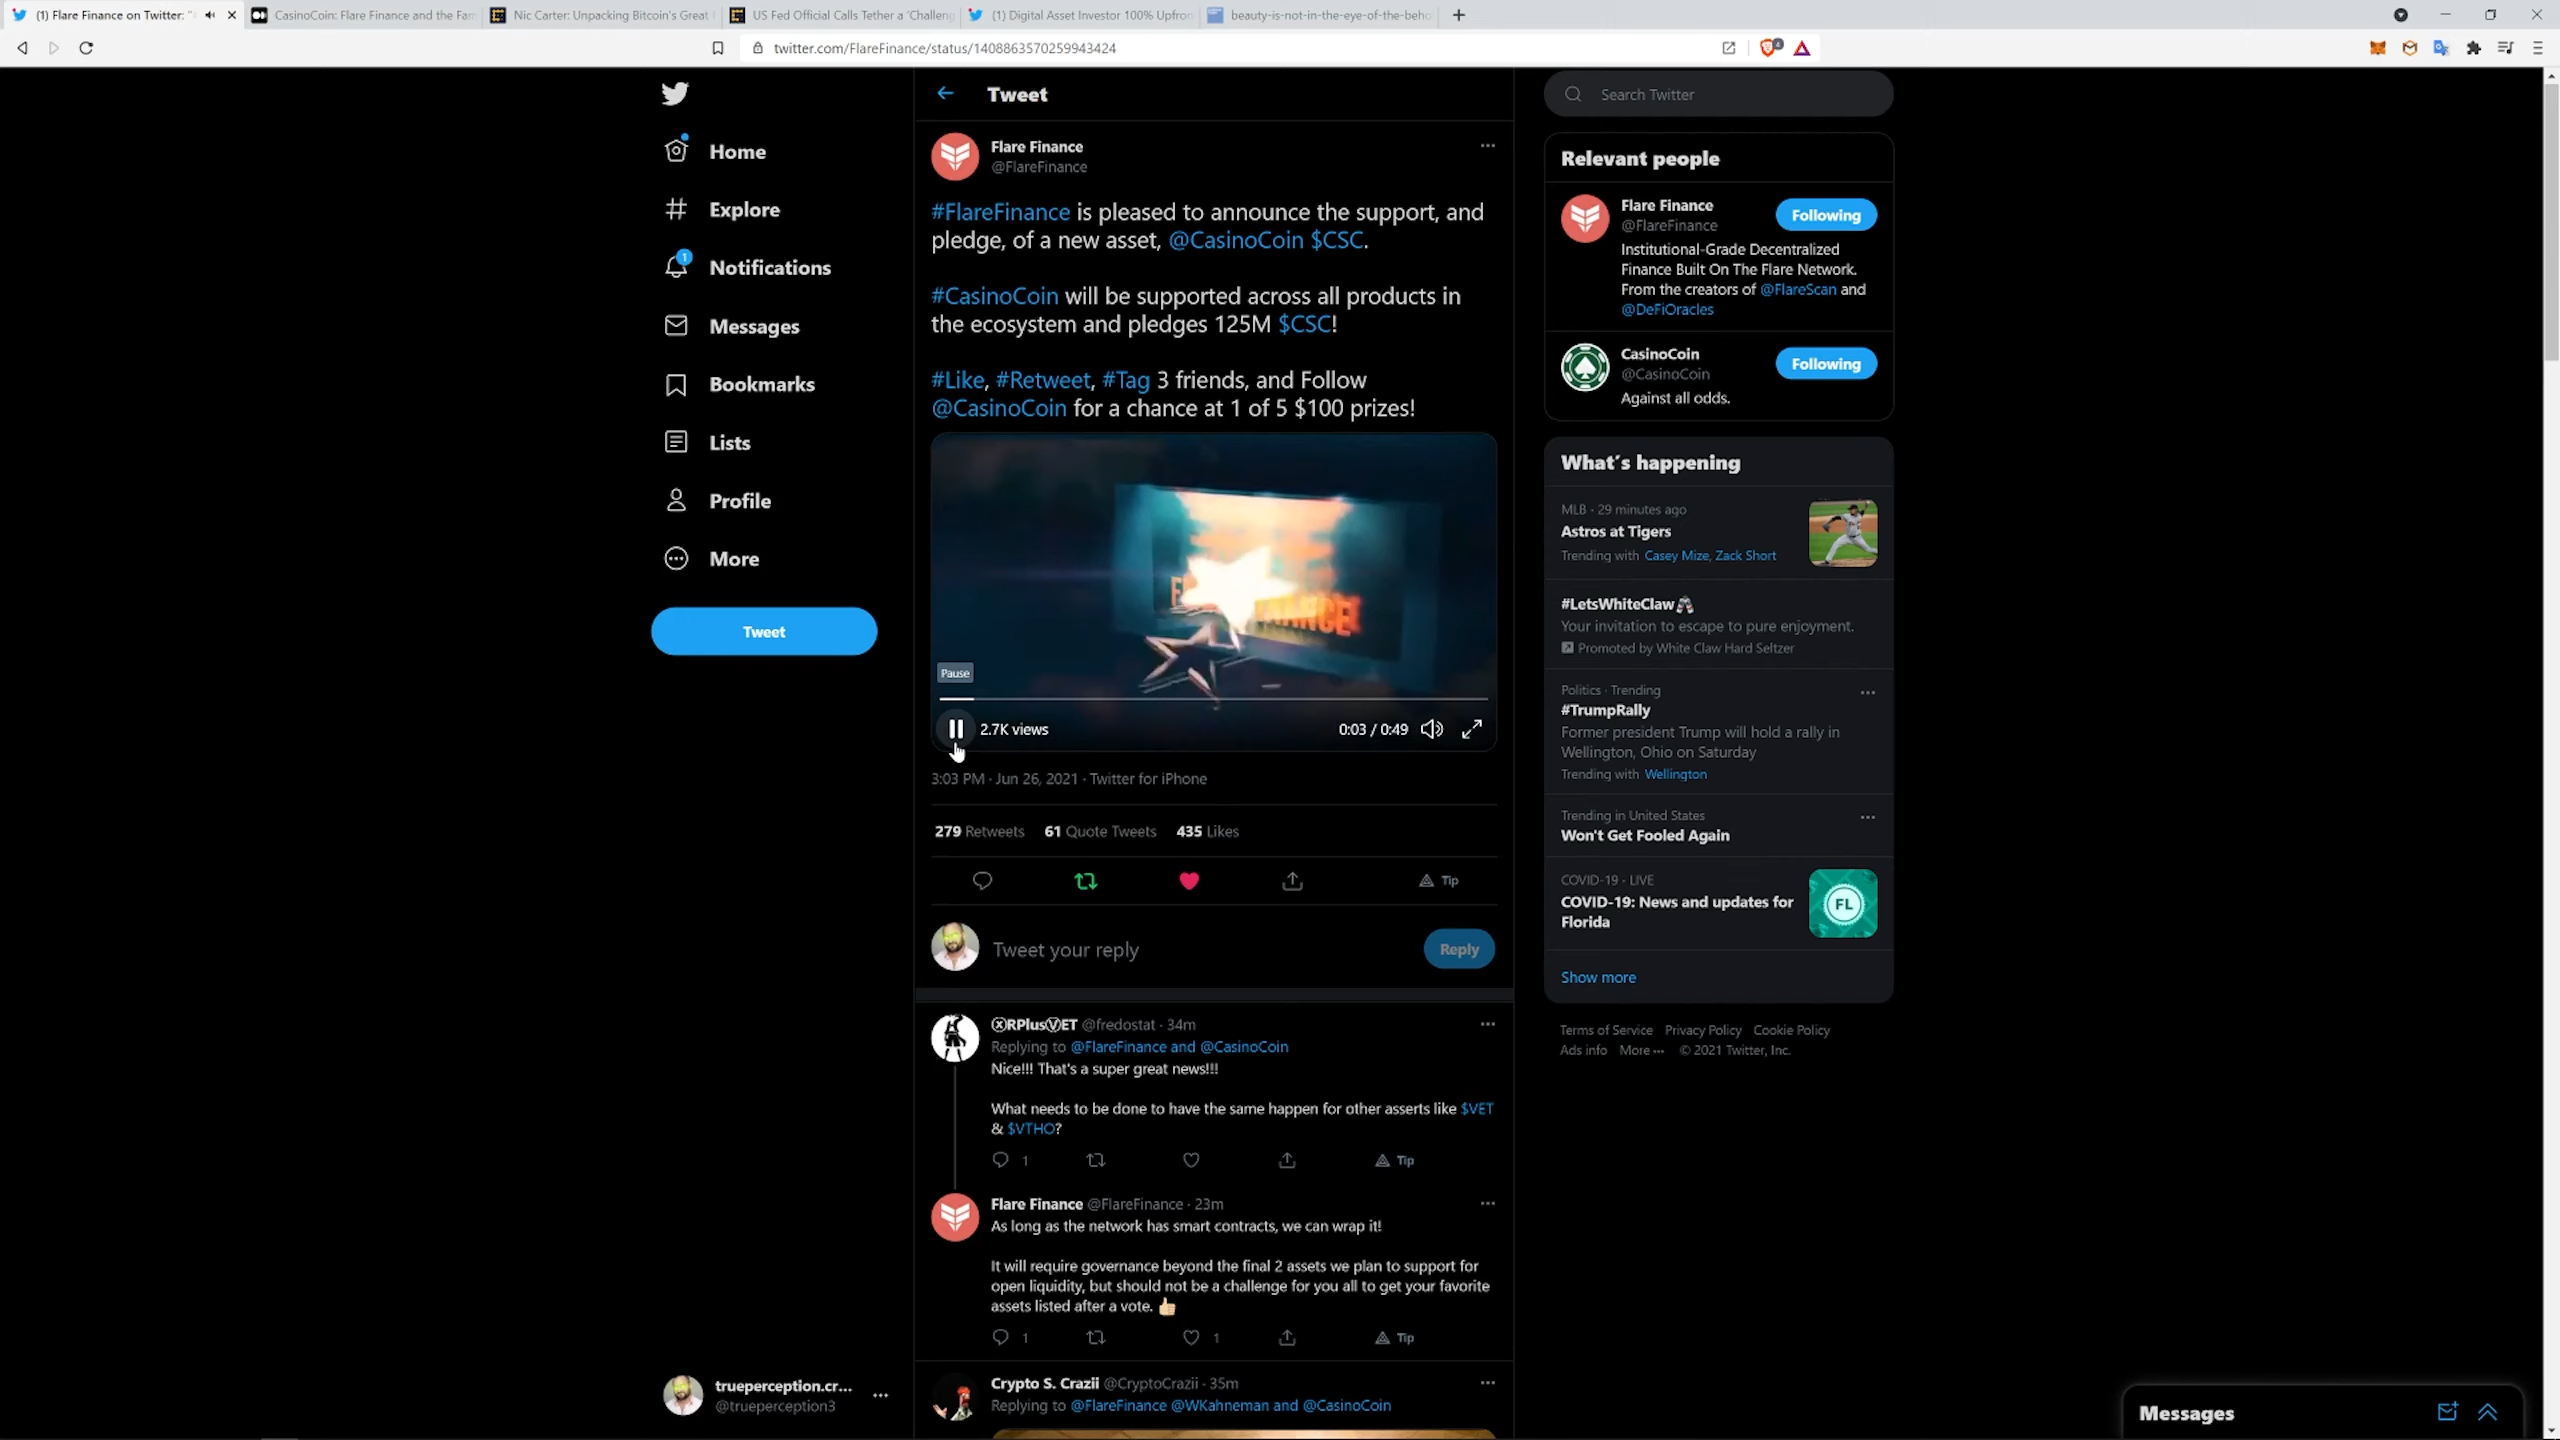 (1) Flare Finance on Twitter: "
CasinoCoin: Flare Finance and the Fam
Nic Carter: Unpacking Bitcoin's Great
US Fed Official Calls Tether a 'Challeng
(1) Digital Asset Investor 100% Upfron
beauty-is-not-in-the-eye-of-the-beho
twitter.com/FlareFinance/status/1408863570259943424
Home
Explore
1
Notifications
Messages
Bookmarks
Lists
Profile
More
Tweet
trueperception.cr...
@trueperception3
Tweet
Flare Finance
@FlareFinance
#FlareFinance is pleased to announce the support, and
pledge, of a new asset, @CasinoCoin $CSC.
#CasinoCoin will be supported across all products in
the ecosystem and pledges 125M $CSC!
#Like, #Retweet, #Tag 3 friends, and Follow
@CasinoCoin for a chance at 1 of 5 $100 prizes!
Pause
2.7K views
0:03 / 0:49
3:03 PM · Jun 26, 2021 · Twitter for iPhone
279 Retweets 61 Quote Tweets 435 Likes
Tip
Tweet your reply
Reply
ⓧRPlusⓋET @fredostat · 34m
Replying to @FlareFinance and @CasinoCoin
Nice!!! That's a super great news!!!
What needs to be done to have the same happen for other asserts like $VET
& $VTHO?
1 Tip
Flare Finance @FlareFinance · 23m
As long as the network has smart contracts, we can wrap it!
It will require governance beyond the final 2 assets we plan to support for
open liquidity, but should not be a challenge for you all to get your favorite
assets listed after a vote. 👍🏻
1 1 Tip
Crypto S. Crazii @CryptoCrazii · 35m
Replying to @FlareFinance @WKahneman and @CasinoCoin
Search Twitter
Relevant people
Flare Finance
@FlareFinance
Following
Institutional-Grade Decentralized
Finance Built On The Flare Network.
From the creators of @FlareScan and
@DeFiOracles
CasinoCoin
@CasinoCoin
Following
Against all odds.
What's happening
MLB · 29 minutes ago
Astros at Tigers
Trending with Casey Mize, Zack Short
#LetsWhiteClaw
Your invitation to escape to pure enjoyment.
Promoted by White Claw Hard Seltzer
Politics · Trending
#TrumpRally
Former president Trump will hold a rally in
Wellington, Ohio on Saturday
Trending with Wellington
Trending in United States
Won't Get Fooled Again
COVID-19 · LIVE
COVID-19: News and updates for
Florida
FL
Show more
Terms of Service Privacy Policy Cookie Policy
Ads info More ··· © 2021 Twitter, Inc.
Messages